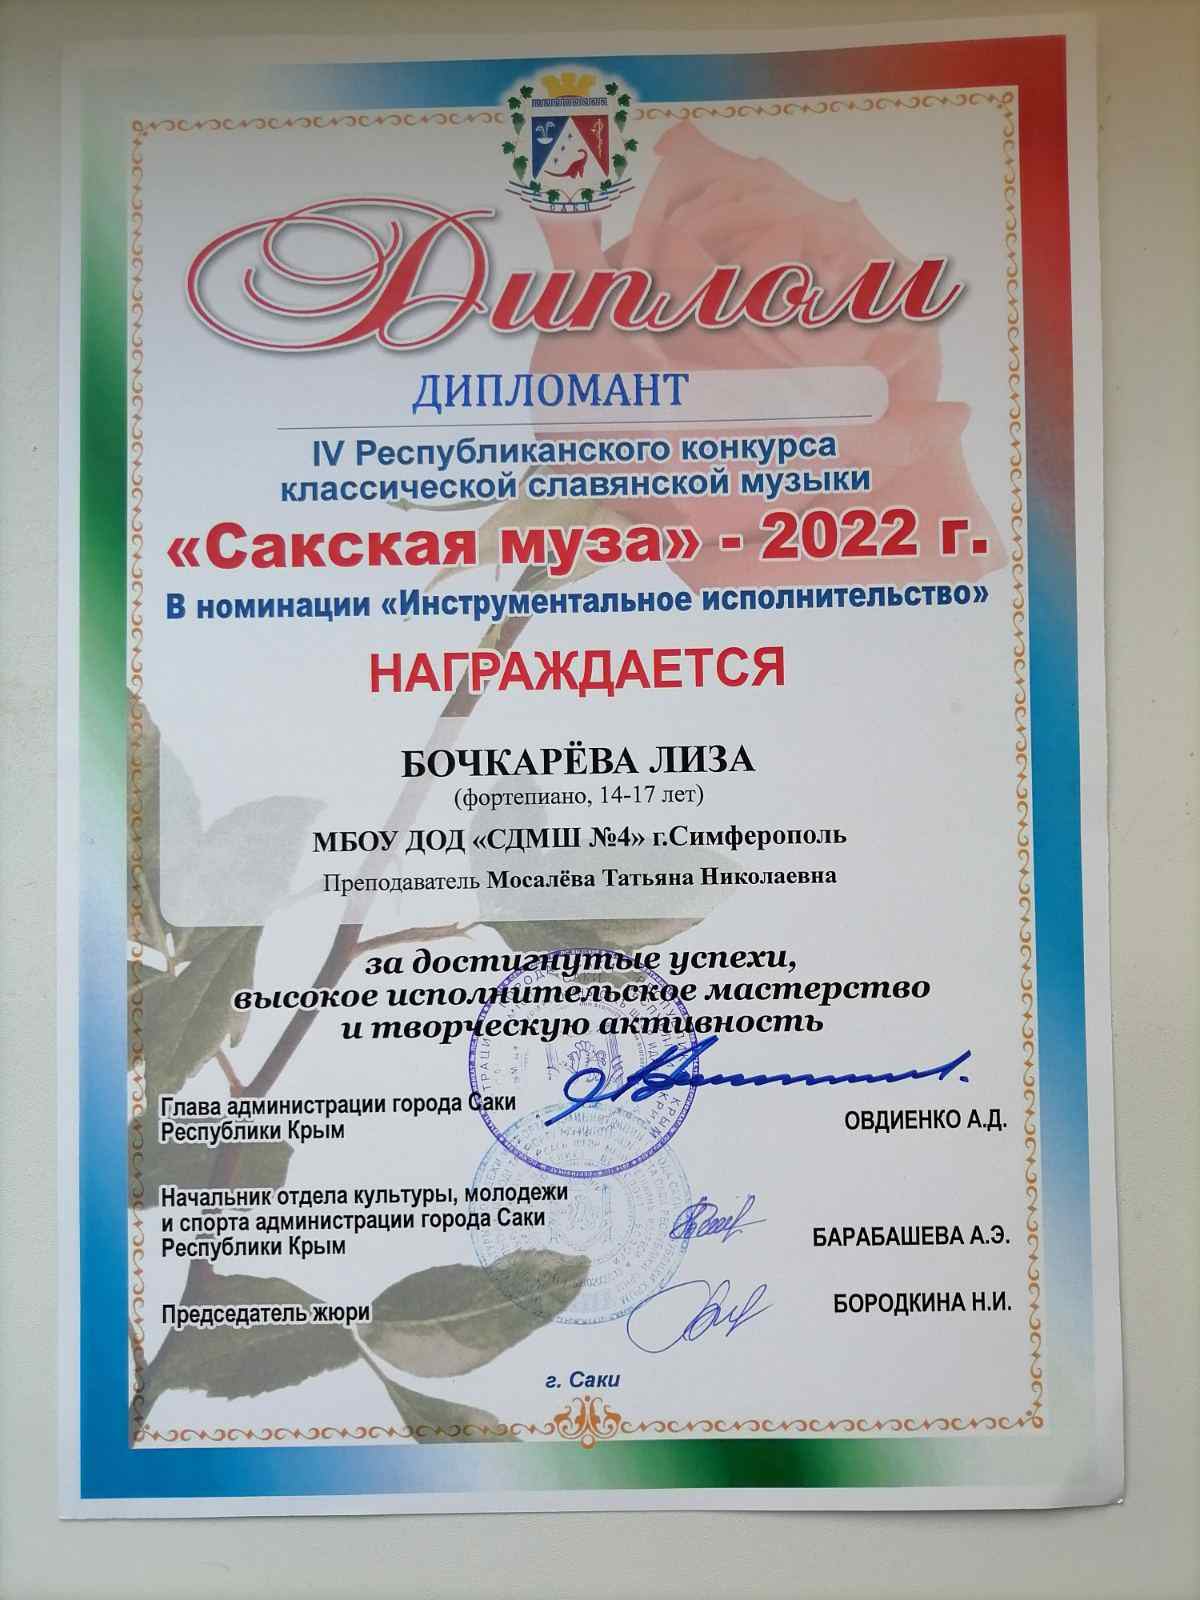 САКИ
Диплом
ДИПЛОМАНТ
IV Республиканского конкурса
классической славянской музыки
«Сакская муза» - 2022 г.
В номинации «Инструментальное исполнительство»
НАГРАЖДАЕТСЯ
БОЧКАРЁВА ЛИЗА
(фортепиано, 14-17 лет)
МБОУ ДОД «СДМШ №4» г.Симферополь
Преподаватель Мосалёва Татьяна Николаевна
за достигнутые успехи,
высокое исполнительское мастерство
и творческую активность
Глава администрации города Саки
Республики Крым
ОВДИЕНКО А.Д.
Начальник отдела культуры, молодежи
и спорта администрации города Саки
Республики Крым
БАРАБАШЕВА А.Э.
Председатель жюри
БОРОДКИНА Н.И.
г. Саки